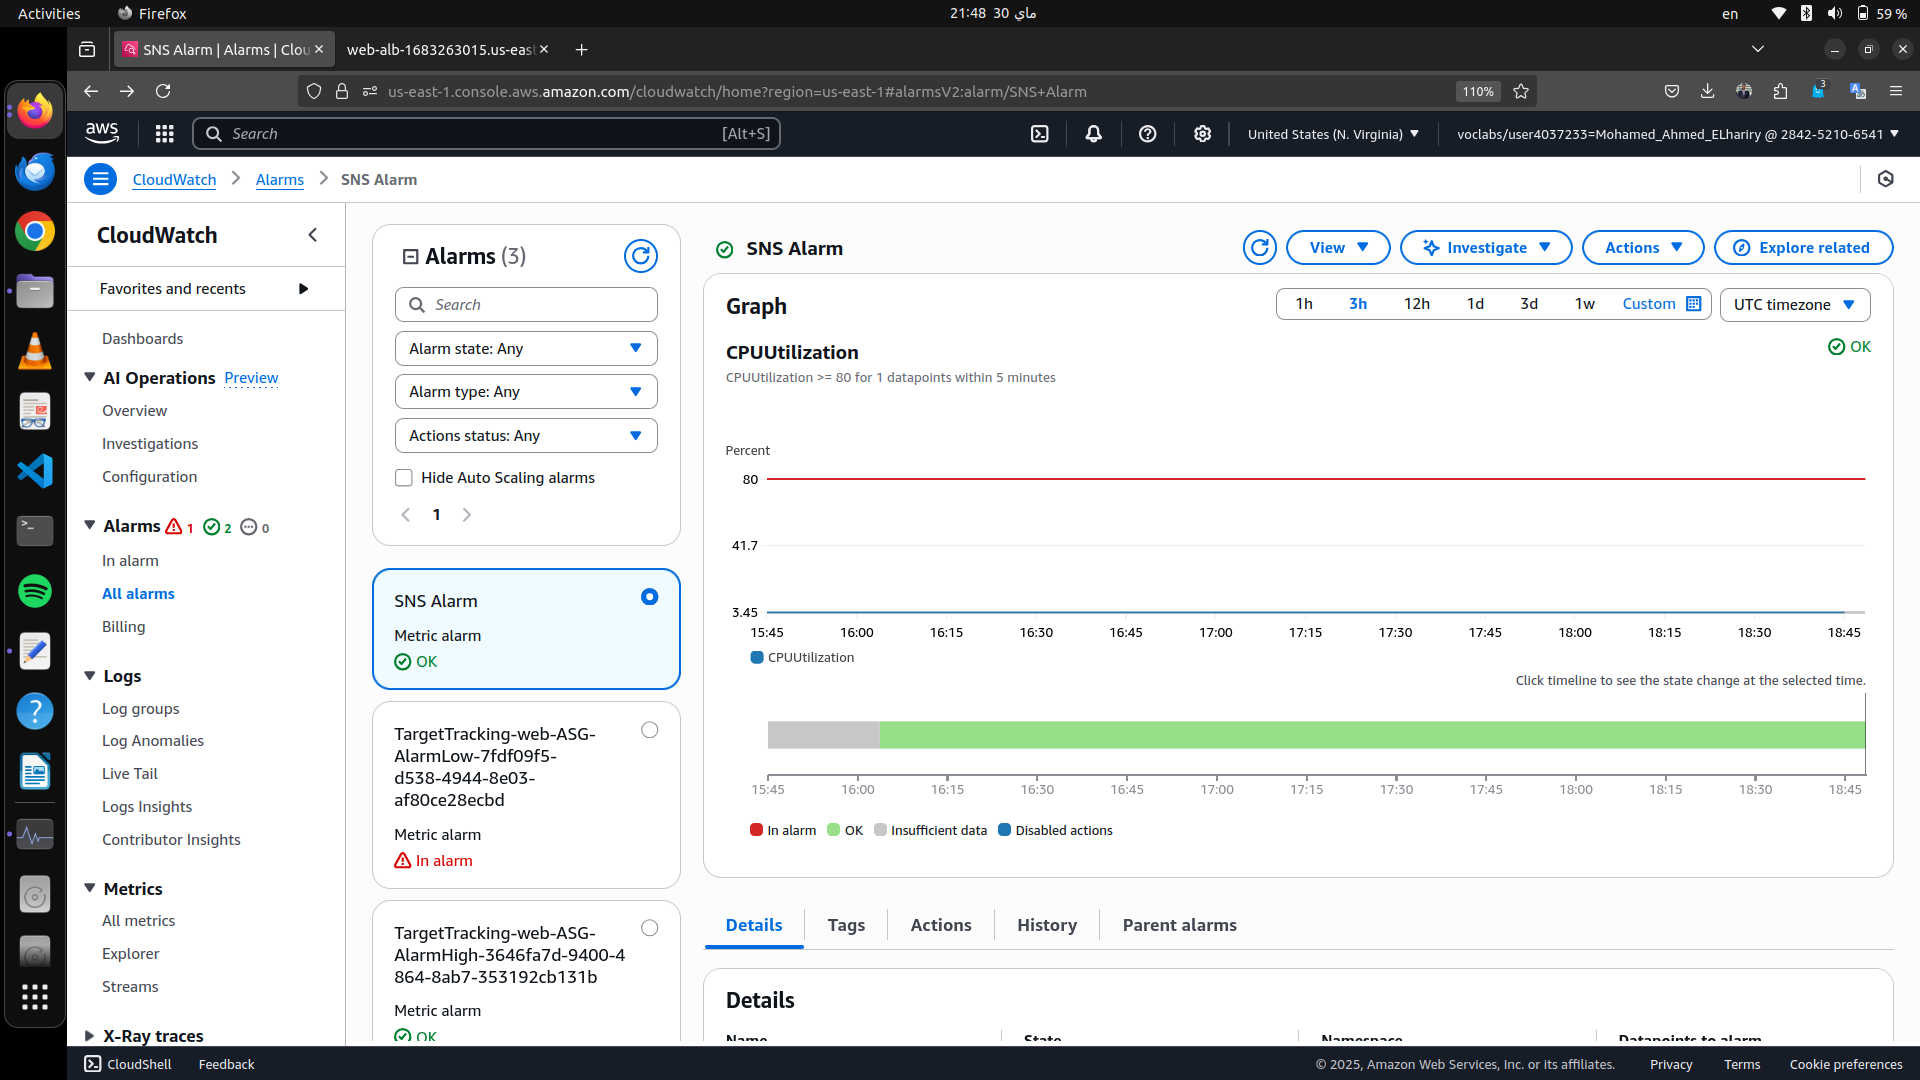 Activities
Firefox
21:48 30 ماي
en
59 %
SNS Alarm | Alarms | Clou
web-alb-1683263015.us-eas
us-east-1.console.aws.amazon.com/cloudwatch/home?region=us-east-1#alarmsV2:alarm/SNS+Alarm
110%
3
aws
Search
[Alt+S]
United States (N. Virginia)
voclabs/user4037233=Mohamed_Ahmed_ELhariry @ 2842-5210-6541
CloudWatch
Alarms
SNS Alarm
CloudWatch
Favorites and recents
Dashboards
AI Operations Preview
Overview
Investigations
Configuration
Alarms 1 2 0
In alarm
All alarms
Billing
Logs
Log groups
Log Anomalies
Live Tail
Logs Insights
Contributor Insights
Metrics
All metrics
Explorer
Streams
X-Ray traces
Alarms (3)
Search
Alarm state: Any
Alarm type: Any
Actions status: Any
Hide Auto Scaling alarms
1
SNS Alarm
Metric alarm
OK
TargetTracking-web-ASG-
AlarmLow-7fdf09f5-
d538-4944-8e03-
af80ce28ecbd
Metric alarm
In alarm
TargetTracking-web-ASG-
AlarmHigh-3646fa7d-9400-4
864-8ab7-353192cb131b
Metric alarm
OK
SNS Alarm
View
Investigate
Actions
Explore related
Graph
1h 3h 12h 1d 3d 1w Custom
UTC timezone
CPUUtilization
OK
CPUUtilization >= 80 for 1 datapoints within 5 minutes
Percent
80
41.7
3.45
15:45 16:00 16:15 16:30 16:45 17:00 17:15 17:30 17:45 18:00 18:15 18:30 18:45
CPUUtilization
Click timeline to see the state change at the selected time.
15:45 16:00 16:15 16:30 16:45 17:00 17:15 17:30 17:45 18:00 18:15 18:30 18:45
In alarm OK Insufficient data Disabled actions
Details Tags Actions History Parent alarms
Details
Name State Namespace Datapoints to alarm
CloudShell Feedback
© 2025, Amazon Web Services, Inc. or its affiliates. Privacy Terms Cookie preferences